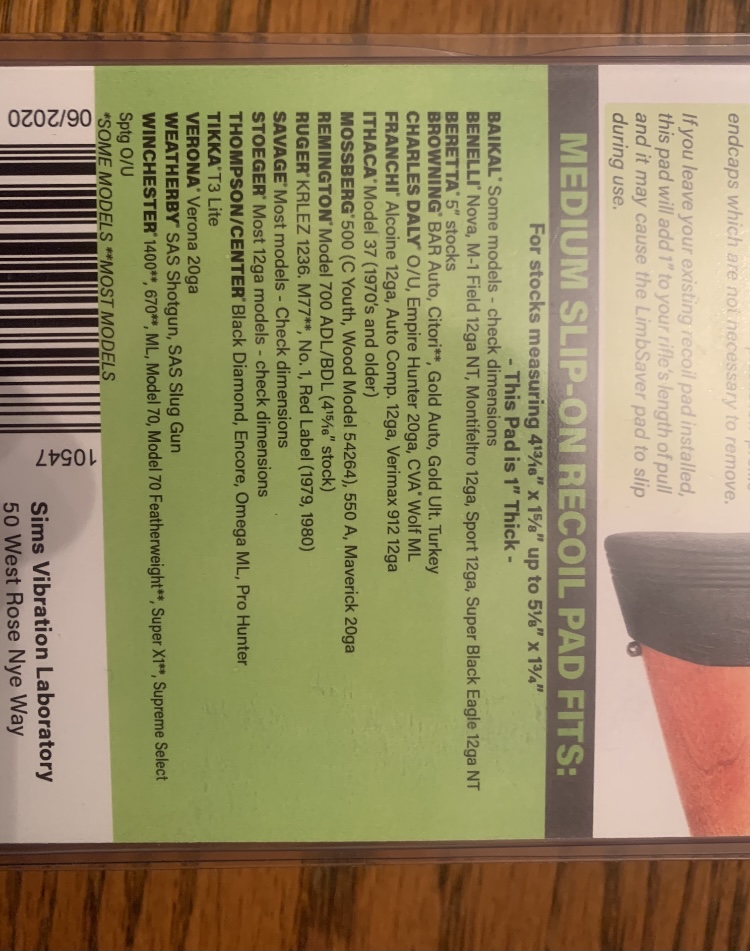 endcaps which are not necessary to remove.
If you leave your existing recoil pad installed,
this pad will add 1" to your rifle's length of pull
and it may cause the LimbSaver pad to slip
during use.
MEDIUM SLIP-ON RECOIL PAD FITS:
For stocks measuring 4¹³⁄₁₆" x 1⁵⁄₈" up to 5¹⁄₈" x 1³⁄₄"
- This Pad is 1" Thick -
BAIKAL® Some models - check dimensions
BENELLI® Nova, M-1 Field 12ga NT, Montifeltro 12ga, Sport 12ga, Super Black Eagle 12ga NT
BERETTA® 5" stocks
BROWNING® BAR Auto, Citori**, Gold Auto, Gold Ult. Turkey
CHARLES DALY® O/U, Empire Hunter 20ga, CVA® Wolf ML
FRANCHI® Alcoine 12ga, Auto Comp. 12ga, Verimax 912 12ga
ITHACA® Model 37 (1970's and older)
MOSSBERG® 500 (C Youth, Wood Model 54264), 550 A, Maverick 20ga
REMINGTON® Model 700 ADL/BDL (4¹⁵⁄₁₆" stock)
RUGER® KRLEZ 1236. M77**, No. 1, Red Label (1979, 1980)
SAVAGE® Most models - Check dimensions
STOEGER® Most 12ga models - check dimensions
THOMPSON/CENTER® Black Diamond, Encore, Omega ML, Pro Hunter
TIKKA® T3 Lite
VERONA® Verona 20ga
WEATHERBY® SAS Shotgun, SAS Slug Gun
WINCHESTER® 1400**, 670**, ML, Model 70, Model 70 Featherweight**, Super X1**, Supreme Select
Sptg O/U
*SOME MODELS **MOST MODELS
06/2020
10547
Sims Vibration Laboratory
50 West Rose Nye Way